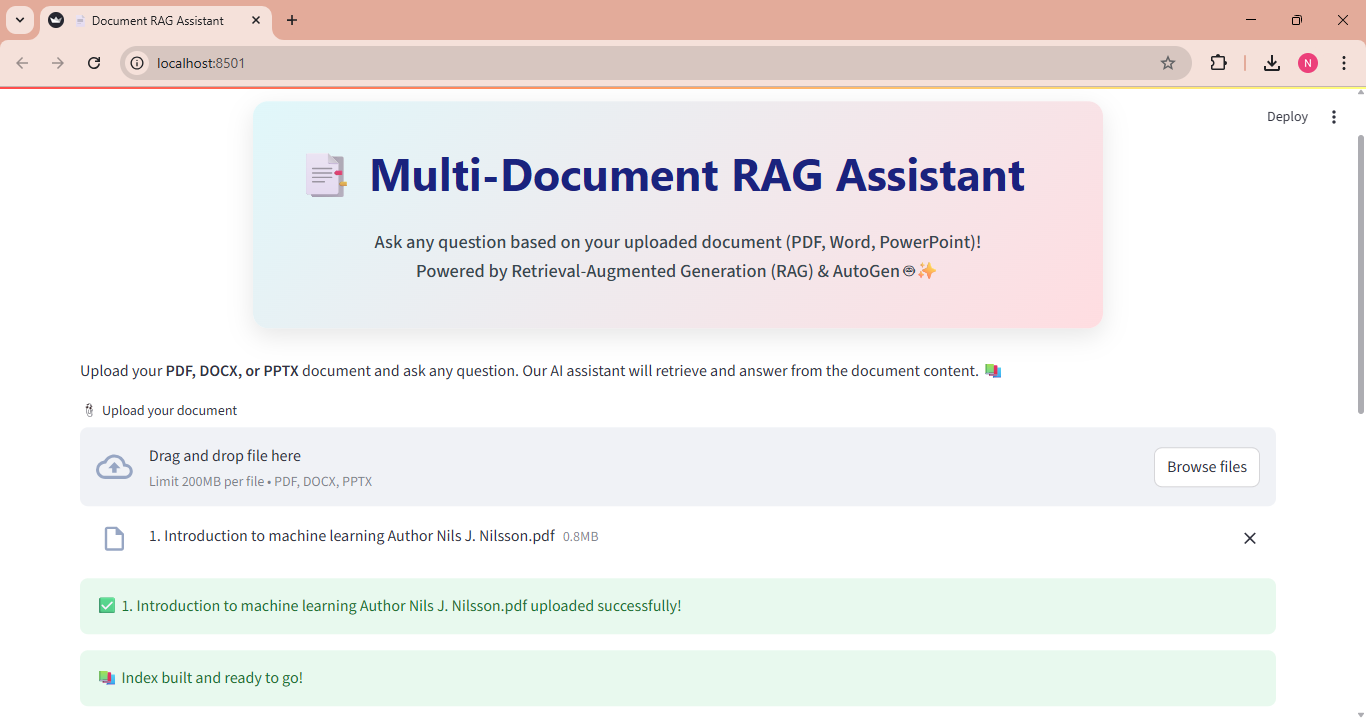 Document RAG Assistant
localhost:8501
N
Deploy
Multi-Document RAG Assistant
Ask any question based on your uploaded document (PDF, Word, PowerPoint)!
Powered by Retrieval-Augmented Generation (RAG) & AutoGen
Upload your PDF, DOCX, or PPTX document and ask any question. Our AI assistant will retrieve and answer from the document content.
Upload your document
Drag and drop file here
Limit 200MB per file • PDF, DOCX, PPTX
Browse files
1. Introduction to machine learning Author Nils J. Nilsson.pdf 0.8MB
1. Introduction to machine learning Author Nils J. Nilsson.pdf uploaded successfully!
Index built and ready to go!